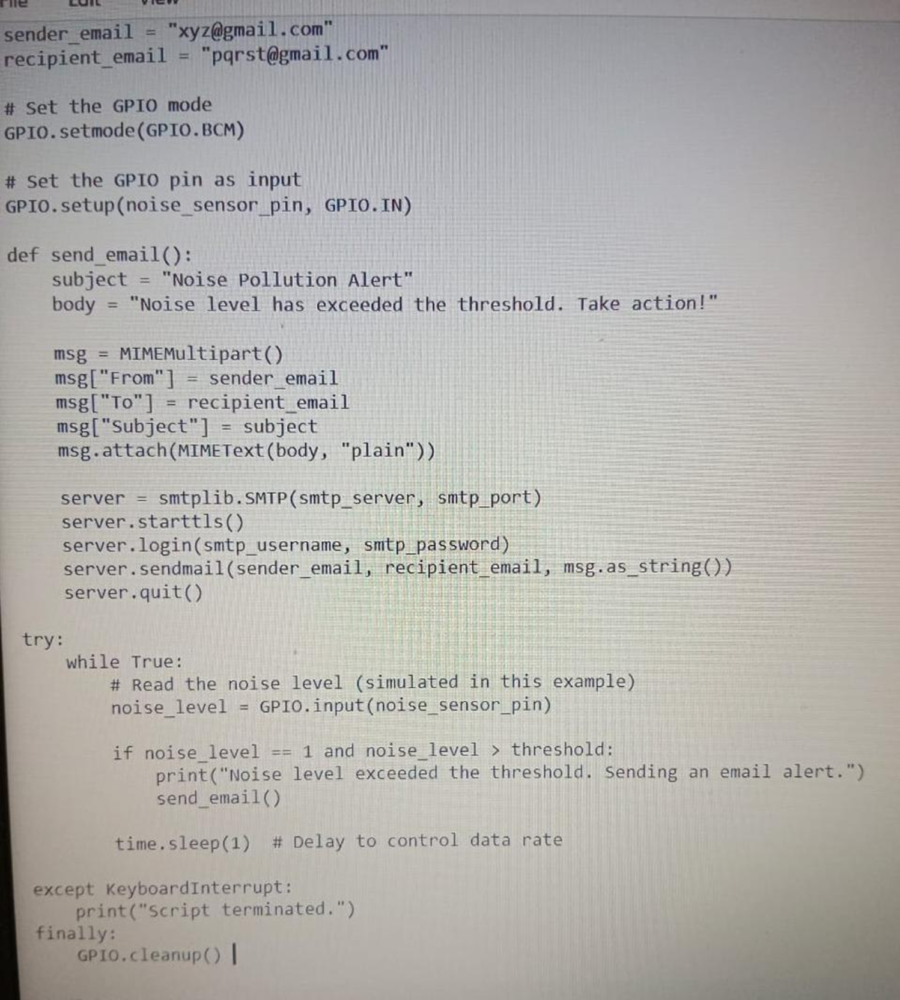 File Edit View
sender_email = "xyz@gmail.com"
recipient_email = "pqrst@gmail.com"
# Set the GPIO mode
GPIO.setmode(GPIO.BCM)
# Set the GPIO pin as input
GPIO.setup(noise_sensor_pin, GPIO.IN)
def send_email():
    subject = "Noise Pollution Alert"
    body = "Noise level has exceeded the threshold. Take action!"
    msg = MIMEMultipart()
    msg["From"] = sender_email
    msg["To"] = recipient_email
    msg["Subject"] = subject
    msg.attach(MIMEText(body, "plain"))
    server = smtplib.SMTP(smtp_server, smtp_port)
    server.starttls()
    server.login(smtp_username, smtp_password)
    server.sendmail(sender_email, recipient_email, msg.as_string())
    server.quit()
try:
    while True:
        # Read the noise level (simulated in this example)
        noise_level = GPIO.input(noise_sensor_pin)
        if noise_level == 1 and noise_level > threshold:
            print("Noise level exceeded the threshold. Sending an email alert.")
            send_email()
        time.sleep(1)  # Delay to control data rate
except KeyboardInterrupt:
    print("Script terminated.")
finally:
    GPIO.cleanup()